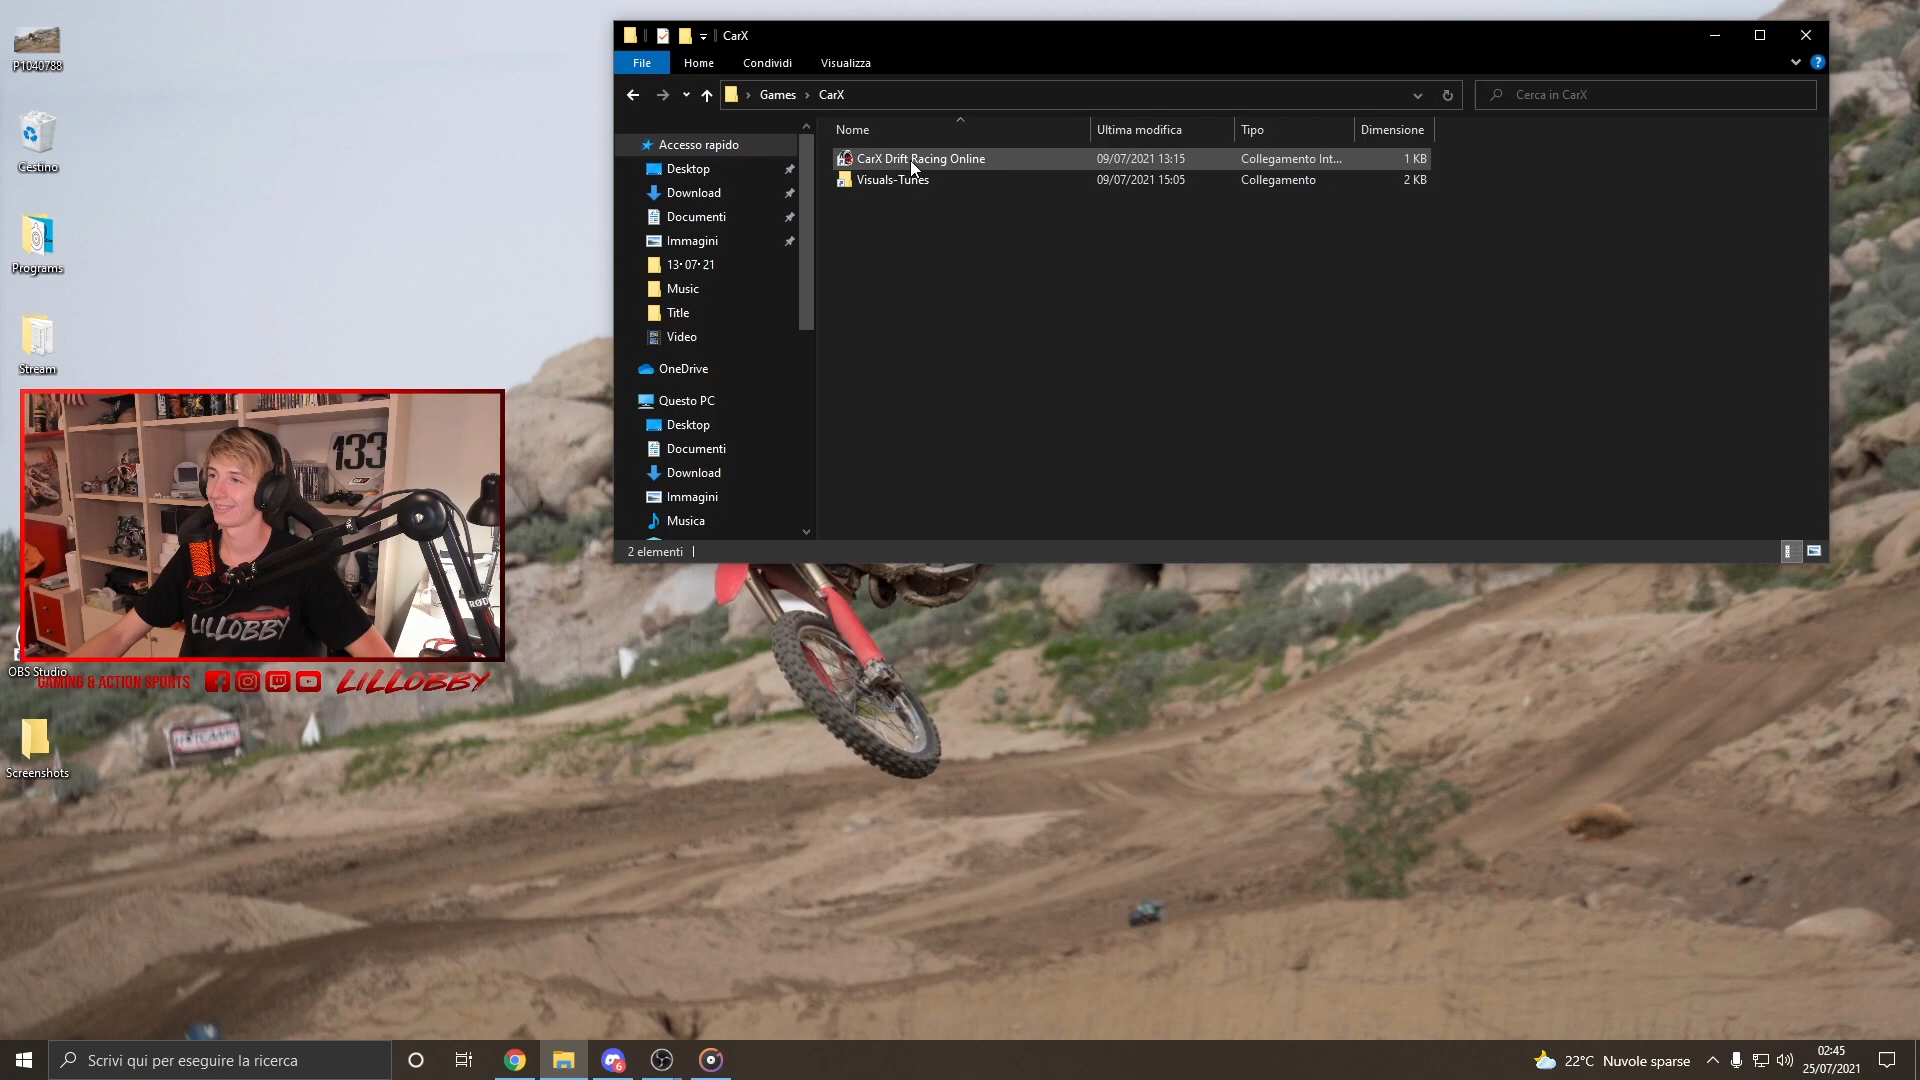 P1040788
Cestino
Programs
Stream
OBS Studio
Screenshots
CarX
File
Home
Condividi
Visualizza
Games
CarX
Cerca in CarX
Nome
Ultima modifica
Tipo
Dimensione
CarX Drift Racing Online
09/07/2021 13:15
Collegamento Int...
1 KB
Visuals-Tunes
09/07/2021 15:05
Collegamento
2 KB
Accesso rapido
Desktop
Download
Documenti
Immagini
13·07·21
Music
Title
Video
OneDrive
Questo PC
Desktop
Documenti
Download
Immagini
Musica
2 elementi
133
RØDE
LILLOBBY
GAMING & ACTION SPORTS
LILLOBBY
Scrivi qui per eseguire la ricerca
6
22°C Nuvole sparse
02:45
25/07/2021